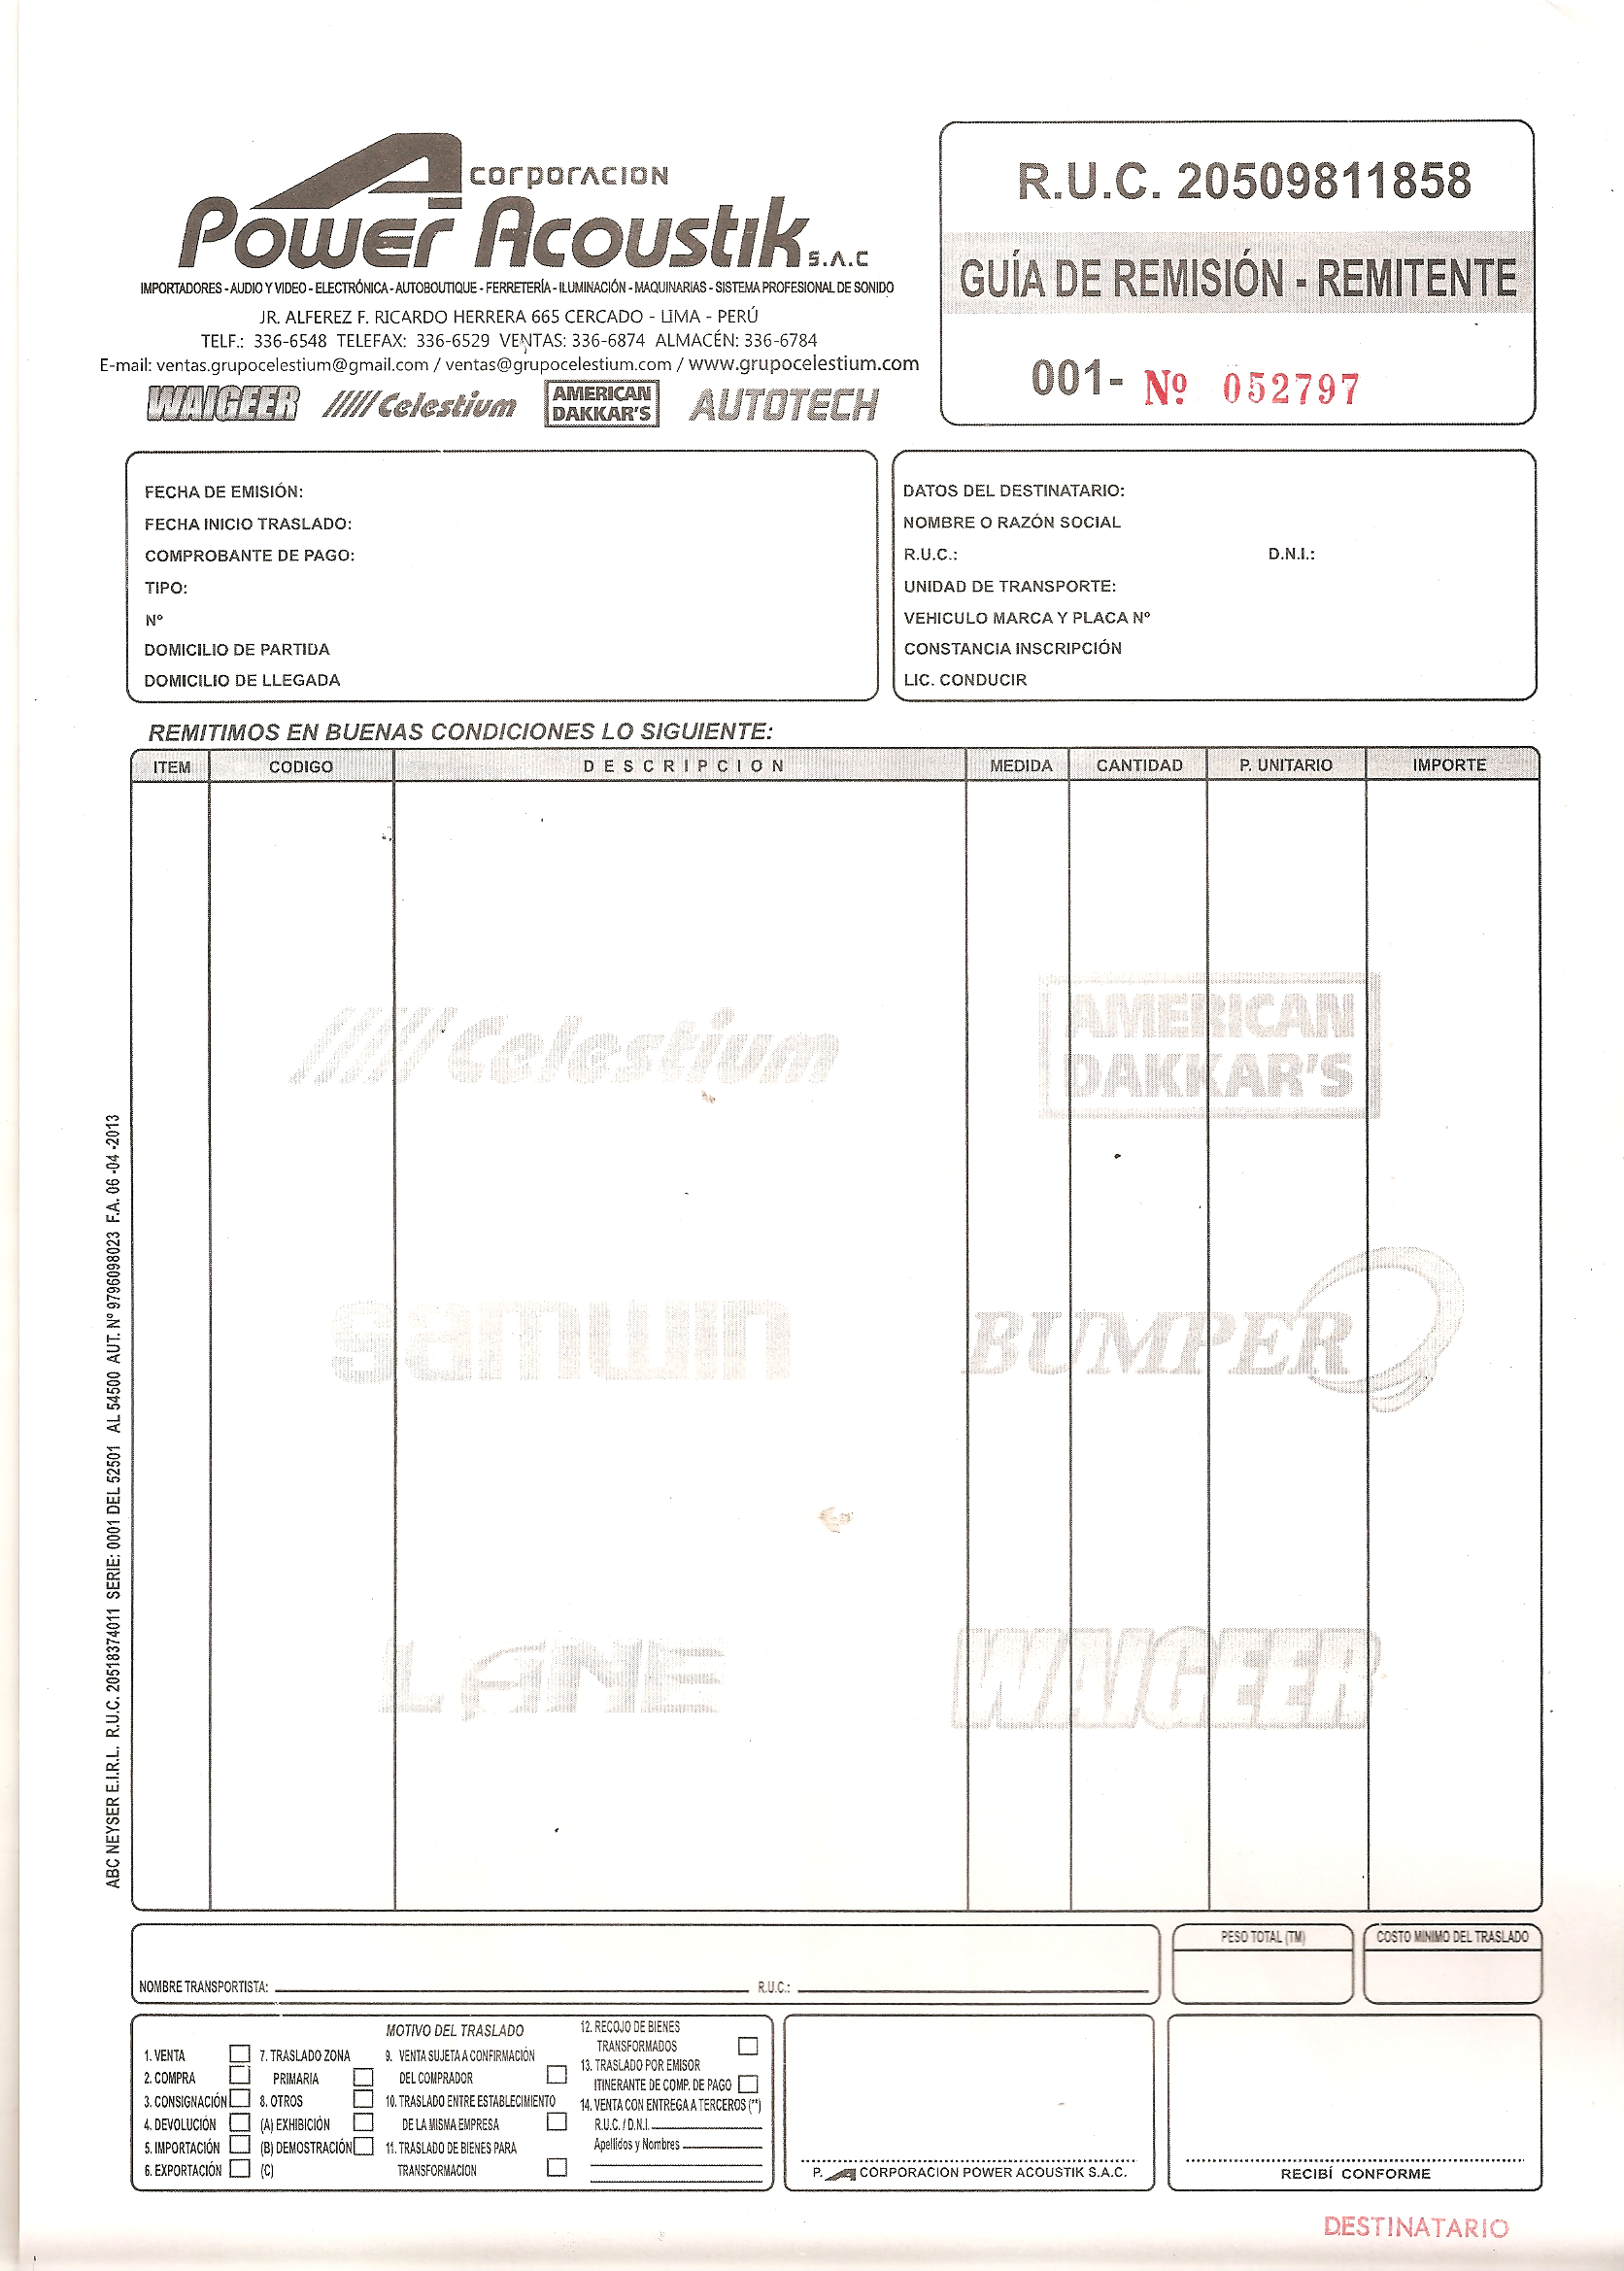 CORPORACION
Power Acoustik S.A.C
IMPORTADORES - AUDIO Y VIDEO - ELECTRÓNICA - AUTOBOUTIQUE - FERRETERÍA - ILUMINACIÓN - MAQUINARIAS - SISTEMA PROFESIONAL DE SONIDO
JR. ALFEREZ F. RICARDO HERRERA 665 CERCADO - LIMA - PERÚ
TELF.: 336-6548 TELEFAX: 336-6529 VENTAS: 336-6874 ALMACÉN: 336-6784
E-mail: ventas.grupocelestium@gmail.com / ventas@grupocelestium.com / www.grupocelestium.com
WAIGEER Celestium AMERICAN DAKKAR'S AUTOTECH
R.U.C. 20509811858
GUÍA DE REMISIÓN - REMITENTE
001- Nº 052797
FECHA DE EMISIÓN:
FECHA INICIO TRASLADO:
COMPROBANTE DE PAGO:
TIPO:
Nº
DOMICILIO DE PARTIDA
DOMICILIO DE LLEGADA
DATOS DEL DESTINATARIO:
NOMBRE O RAZÓN SOCIAL
R.U.C.: D.N.I.:
UNIDAD DE TRANSPORTE:
VEHICULO MARCA Y PLACA Nº
CONSTANCIA INSCRIPCIÓN
LIC. CONDUCIR
REMITIMOS EN BUENAS CONDICIONES LO SIGUIENTE:
ITEM CODIGO DESCRIPCION MEDIDA CANTIDAD P. UNITARIO IMPORTE
Celestium
AMERICAN
DAKKAR'S
samwin
BUMPER
LANE
WAIGEER
ABC NEYSER E.I.R.L. R.U.C. 20518374011 SERIE: 0001 DEL 52501 AL 54500 AUT. Nº 9796098023 F.A. 06 -04 -2013
NOMBRE TRANSPORTISTA: R.U.C.:
PESO TOTAL (TM)
COSTO MINIMO DEL TRASLADO
MOTIVO DEL TRASLADO
1. VENTA
2. COMPRA
3. CONSIGNACIÓN
4. DEVOLUCIÓN
5. IMPORTACIÓN
6. EXPORTACIÓN
7. TRASLADO ZONA
PRIMARIA
8. OTROS
(A) EXHIBICIÓN
(B) DEMOSTRACIÓN
(C)
9. VENTA SUJETA A CONFIRMACIÓN
DEL COMPRADOR
10. TRASLADO ENTRE ESTABLECIMIENTO
DE LA MISMA EMPRESA
11. TRASLADO DE BIENES PARA
TRANSFORMACION
12. RECOJO DE BIENES
TRANSFORMADOS
13. TRASLADO POR EMISOR
ITINERANTE DE COMP. DE PAGO
14. VENTA CON ENTREGA A TERCEROS (**)
R.U.C. / D.N.I.
Apellidos y Nombres
P. CORPORACION POWER ACOUSTIK S.A.C.
RECIBÍ CONFORME
DESTINATARIO